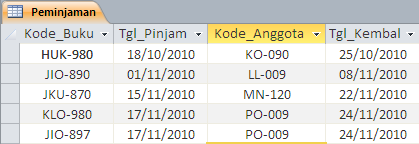 Peminjaman
Kode_Buku Tgl_Pinjam Kode_Anggota Tgl_Kembal
HUK-980 18/10/2010 KO-090 25/10/2010
JIO-890 01/11/2010 LL-009 08/11/2010
JKU-870 15/11/2010 MN-120 22/11/2010
KLO-980 17/11/2010 PO-009 24/11/2010
JIO-897 17/11/2010 PO-009 24/11/2010